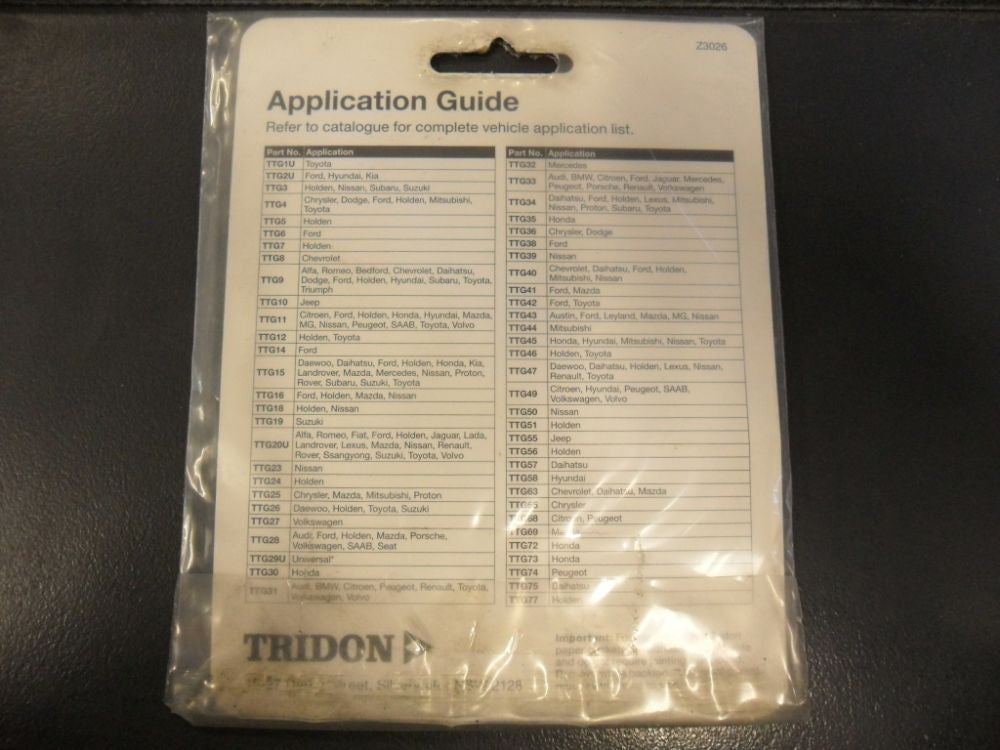 Z3026
Application Guide
Refer to catalogue for complete vehicle application list.
Part No. Application
TTG1U Toyota
TTG2U Ford, Hyundai, Kia
TTG3 Holden, Nissan, Subaru, Suzuki
TTG4 Chrysler, Dodge, Ford, Holden, Mitsubishi,
Toyota
TTG5 Holden
TTG6 Ford
TTG7 Holden
TTG8 Chevrolet
TTG9 Alfa, Romeo, Bedford, Chevrolet, Daihatsu,
Dodge, Ford, Holden, Hyundai, Subaru, Toyota,
Triumph
TTG10 Jeep
TTG11 Citroen, Ford, Holden, Honda, Hyundai, Mazda,
MG, Nissan, Peugeot, SAAB, Toyota, Volvo
TTG12 Holden, Toyota
TTG14 Ford
TTG15 Daewoo, Daihatsu, Ford, Holden, Honda, Kia,
Landrover, Mazda, Mercedes, Nissan, Proton,
Rover, Subaru, Suzuki, Toyota
TTG16 Ford, Holden, Mazda, Nissan
TTG18 Holden, Nissan
TTG19 Suzuki
TTG20U Alfa, Romeo, Fiat, Ford, Holden, Jaguar, Lada,
Landrover, Lexus, Mazda, Nissan, Renault,
Rover, Ssangyong, Suzuki, Toyota, Volvo
TTG23 Nissan
TTG24 Holden
TTG25 Chrysler, Mazda, Mitsubishi, Proton
TTG26 Daewoo, Holden, Toyota, Suzuki
TTG27 Volkswagen
TTG28 Audi, Ford, Holden, Mazda, Porsche,
Volkswagen, SAAB, Seat
TTG29U Universal*
TTG30 Honda
TTG31 Audi, BMW, Citroen, Peugeot, Renault, Toyota,
Volkswagen, Volvo
Part No. Application
TTG32 Mercedes
TTG33 Audi, BMW, Citroen, Ford, Jaguar, Mercedes,
Peugeot, Porsche, Renault, Volkswagen
TTG34 Daihatsu, Ford, Holden, Lexus, Mitsubishi,
Nissan, Proton, Subaru, Toyota
TTG35 Honda
TTG36 Chrysler, Dodge
TTG38 Ford
TTG39 Nissan
TTG40 Chevrolet, Daihatsu, Ford, Holden,
Mitsubishi, Nissan
TTG41 Ford, Mazda
TTG42 Ford, Toyota
TTG43 Austin, Ford, Leyland, Mazda, MG, Nissan
TTG44 Mitsubishi
TTG45 Honda, Hyundai, Mitsubishi, Nissan, Toyota
TTG46 Holden, Toyota
TTG47 Daewoo, Daihatsu, Holden, Lexus, Nissan,
Renault, Toyota
TTG49 Citroen, Hyundai, Peugeot, SAAB,
Volkswagen, Volvo
TTG50 Nissan
TTG51 Holden
TTG55 Jeep
TTG56 Holden
TTG57 Daihatsu
TTG58 Hyundai
TTG63 Chevrolet, Daihatsu, Mazda
TTG65 Chrysler
TTG68 Citroen, Peugeot
TTG69
TTG72 Honda
TTG73 Honda
TTG74 Peugeot
TTG75 Daihatsu
TTG77 Holden
TRIDON
Street, NSW 2128
Important:
paper
and require jointing